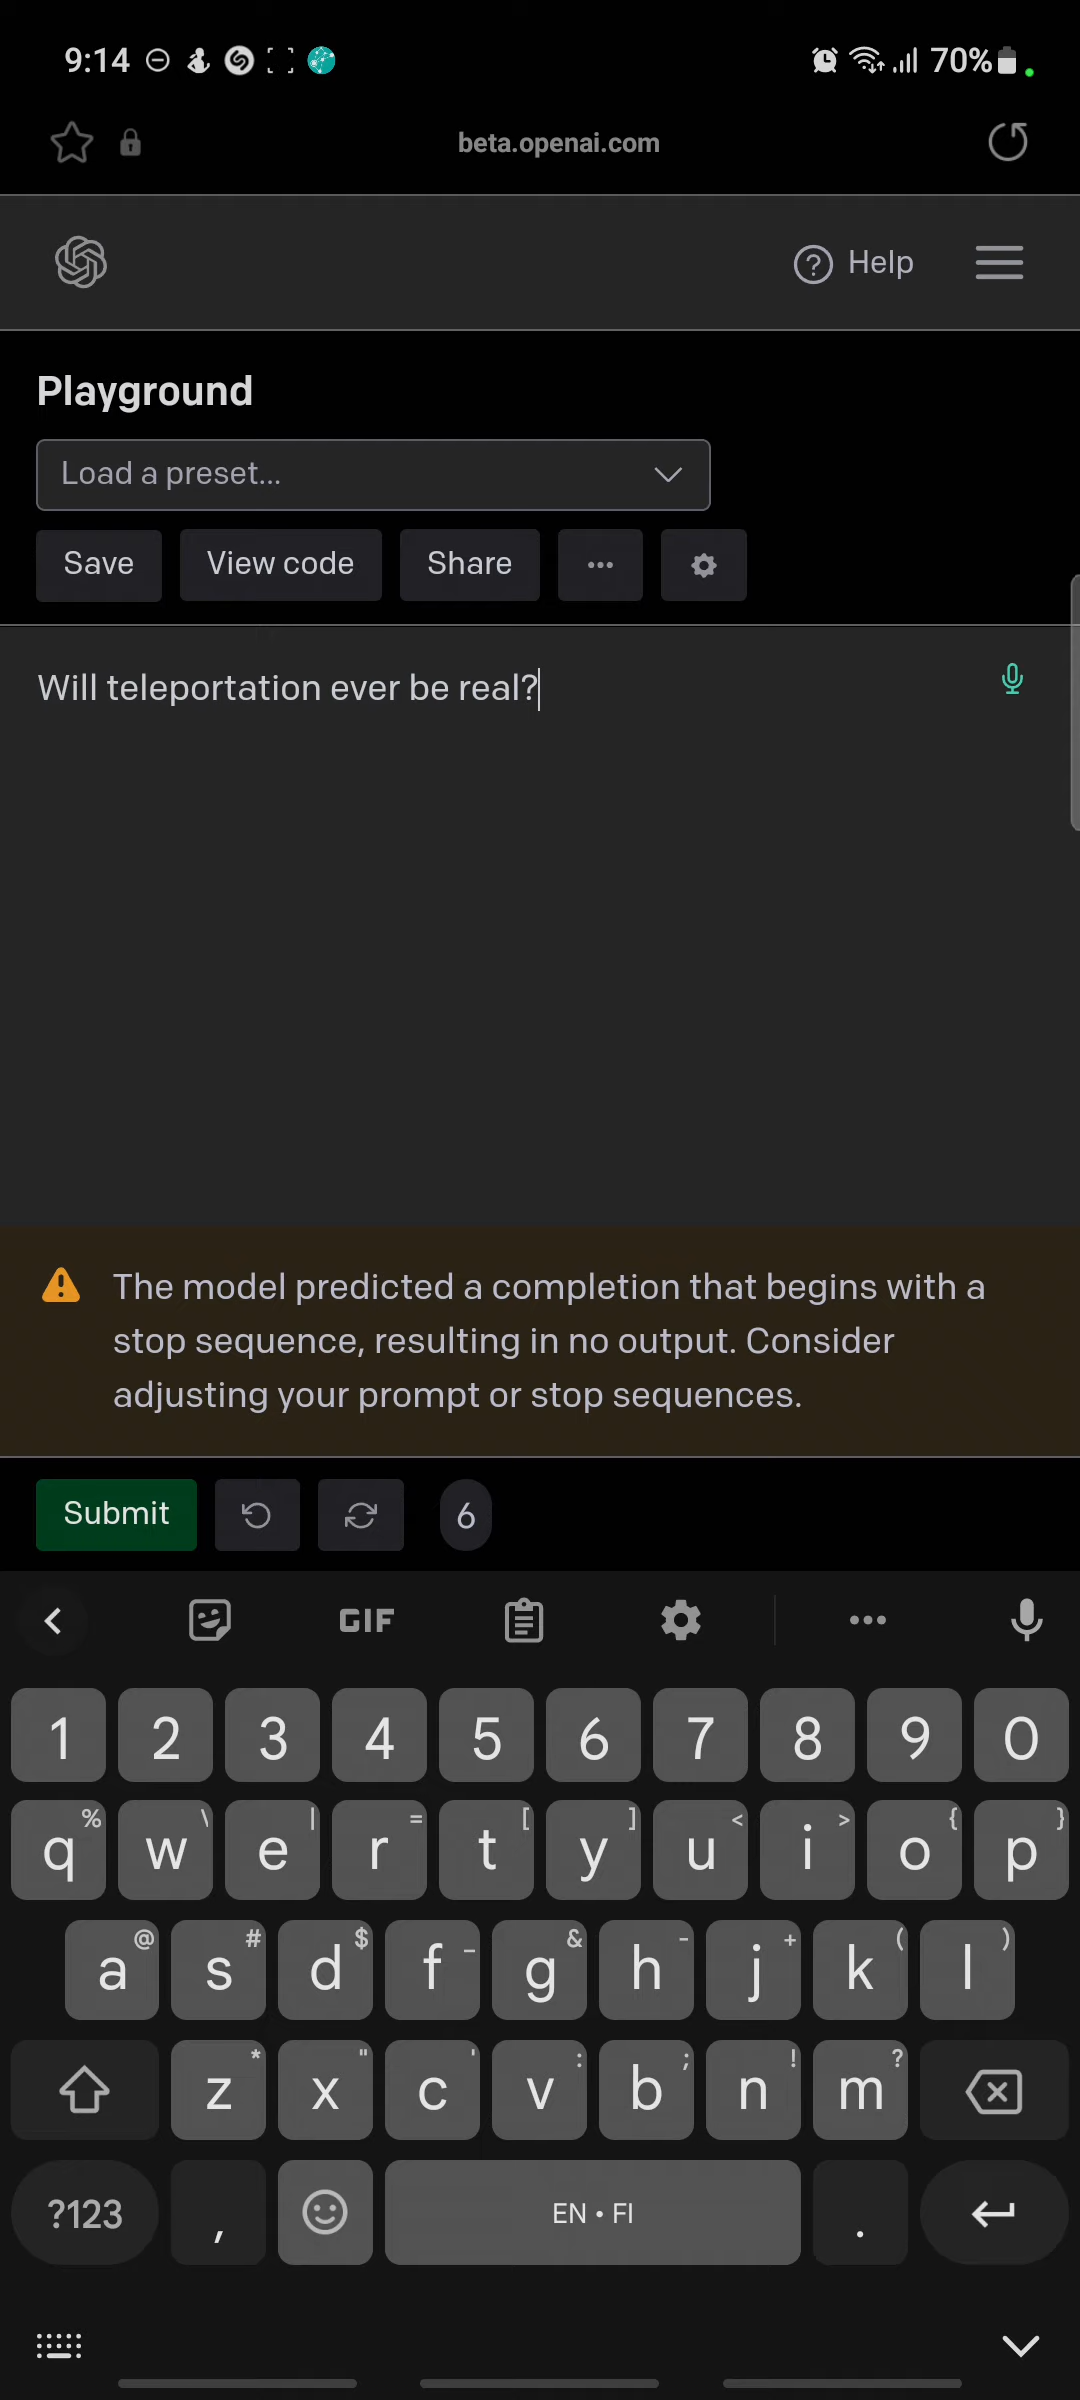 9:14
70%
beta.openai.com
Help
Playground
Load a preset...
Save View code Share ...
Will teleportation ever be real?
The model predicted a completion that begins with a
stop sequence, resulting in no output. Consider
adjusting your prompt or stop sequences.
Submit 6
GIF
1 2 3 4 5 6 7 8 9 0
% \ | = [ ] < > { }
q w e r t y u i o p
@ # $ _ & - + ( )
a s d f g h j k l
* " ' : ; ! ?
z x c v b n m
?123 , EN • FI .